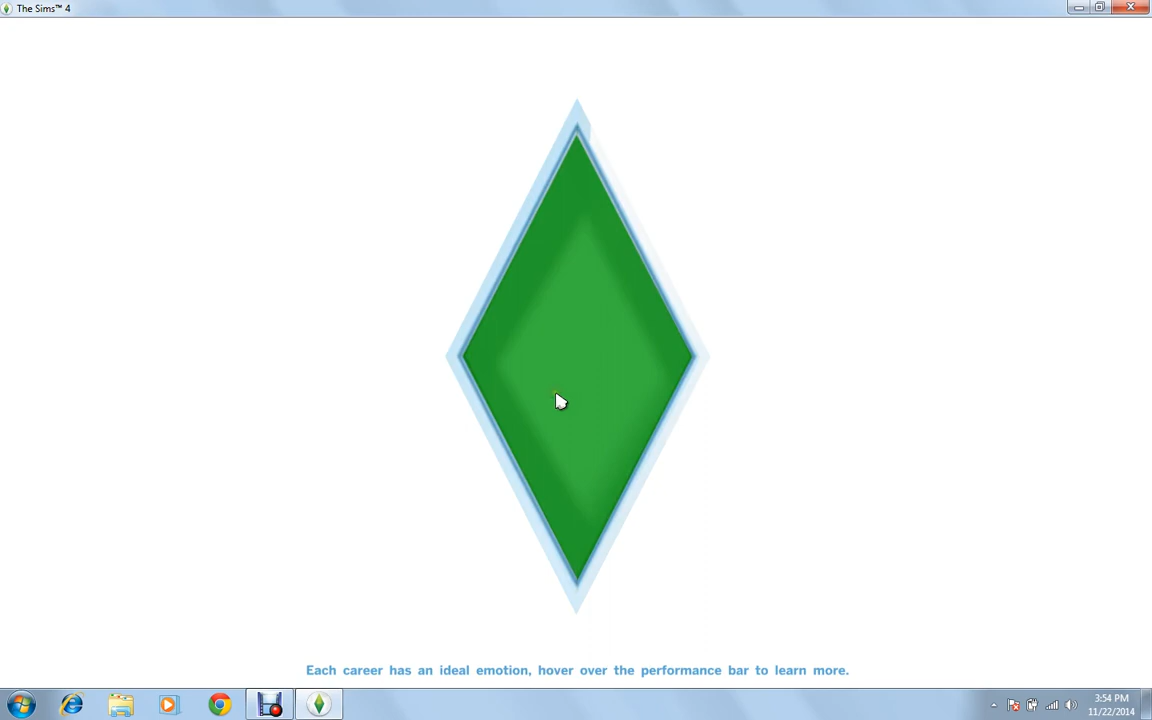 The Sims™ 4
Each career has an ideal emotion, hover over the performance bar to learn more.
3:54 PM
11/22/2014